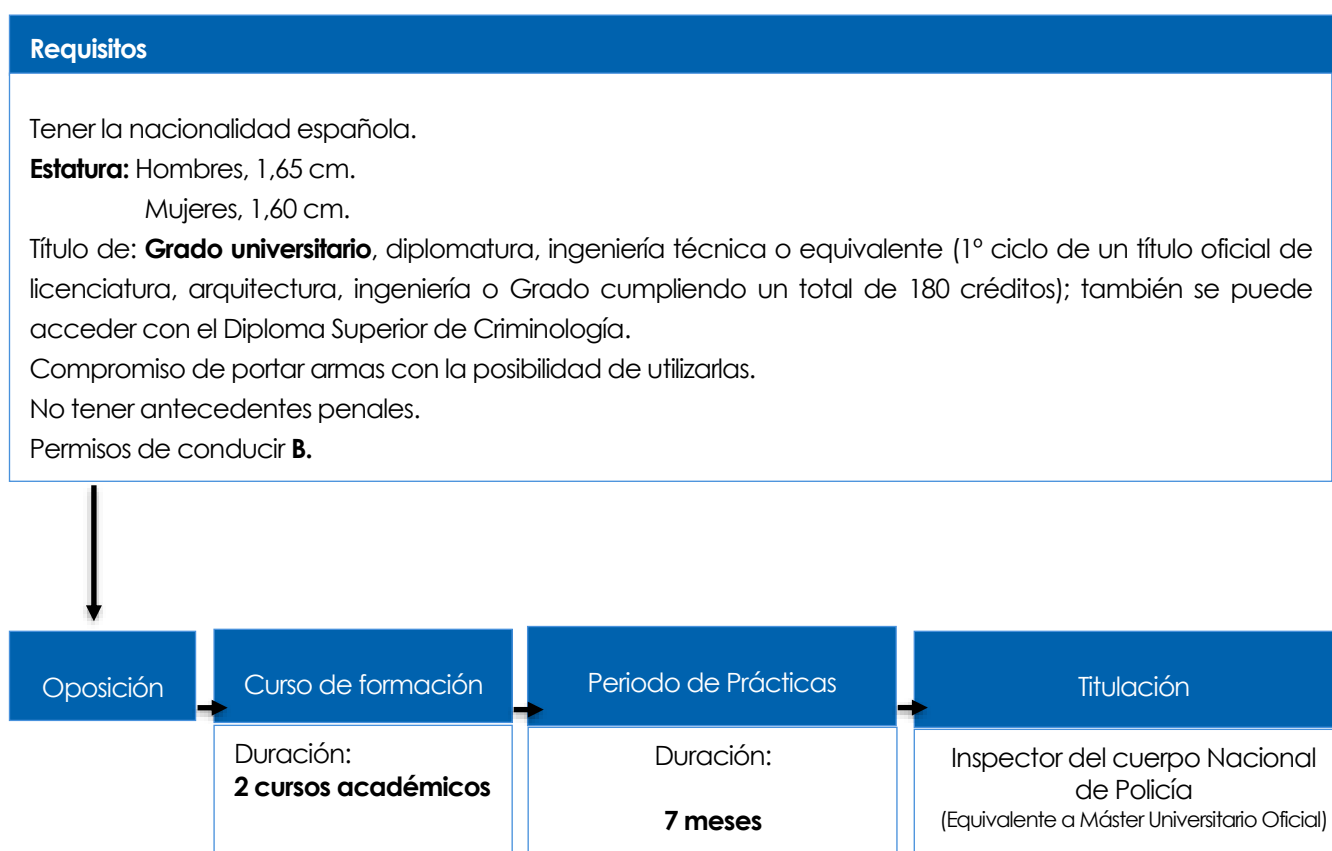 Requisitos
Tener la nacionalidad española.
Estatura: Hombres, 1,65 cm.
Mujeres, 1,60 cm.
Título de: Grado universitario, diplomatura, ingeniería técnica o equivalente (1º ciclo de un título oficial de
licenciatura, arquitectura, ingeniería o Grado cumpliendo un total de 180 créditos); también se puede
acceder con el Diploma Superior de Criminología.
Compromiso de portar armas con la posibilidad de utilizarlas.
No tener antecedentes penales.
Permisos de conducir B.
Oposición
Curso de formación
Duración:
2 cursos académicos
Periodo de Prácticas
Duración:
7 meses
Titulación
Inspector del cuerpo Nacional
de Policía
(Equivalente a Máster Universitario Oficial)